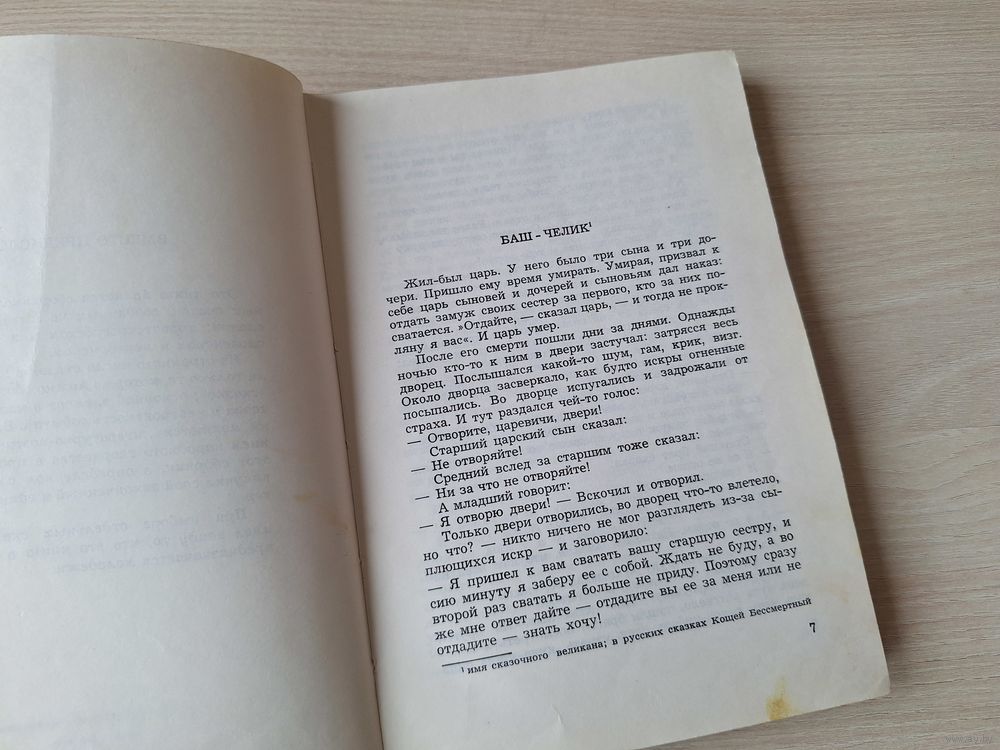 БАШ-ЧЕЛИК¹
Жил-был царь. У него было три сына и три до-
чери. Пришло ему время умирать. Умирая, призвал к
себе царь сыновей и дочерей и сыновьям дал наказ:
отдать замуж своих сестер за первого, кто за них по-
сватается. »Отдайте, — сказал царь, — и тогда не прок-
ляну я вас«. И царь умер.
После его смерти пошли дни за днями. Однажды
ночью кто-то к ним в двери застучал: затрясся весь
дворец. Послышался какой-то шум, гам, крик, визг.
Около дворца засверкало, как будто искры огненные
посыпались. Во дворце испугались и задрожали от
страха. И тут раздался чей-то голос:
— Отворите, царевичи, двери!
Старший царский сын сказал:
— Не отворяйте!
Средний вслед за старшим тоже сказал:
— Ни за что не отворяйте!
А младший говорит:
— Я отворю двери! — Вскочил и отворил.
Только двери отворились, во дворец что-то влетело,
но что? — никто ничего не мог разглядеть из-за сы-
плющихся искр — и заговорило:
— Я пришел к вам сватать вашу старшую сестру, и
сию минуту я заберу ее с собой. Ждать не буду, а во
второй раз сватать я больше не приду. Поэтому сразу
же мне ответ дайте — отдадите вы ее за меня или не
отдадите — знать хочу!
¹ имя сказочного великана; в русских сказках Кощей Бессмертный
7
www.ay.by